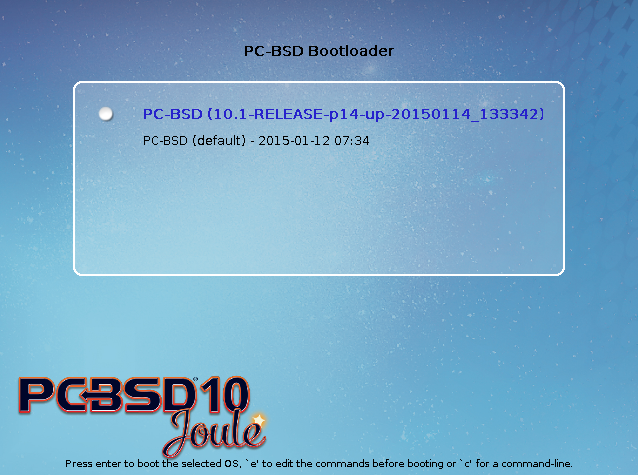 PC-BSD Bootloader
PC-BSD (10.1-RELEASE-p14-up-20150114_133342)
PC-BSD (default) - 2015-01-12 07:34
PCBSD®10
Joule
Press enter to boot the selected OS, `e' to edit the commands before booting or `c' for a command-line.